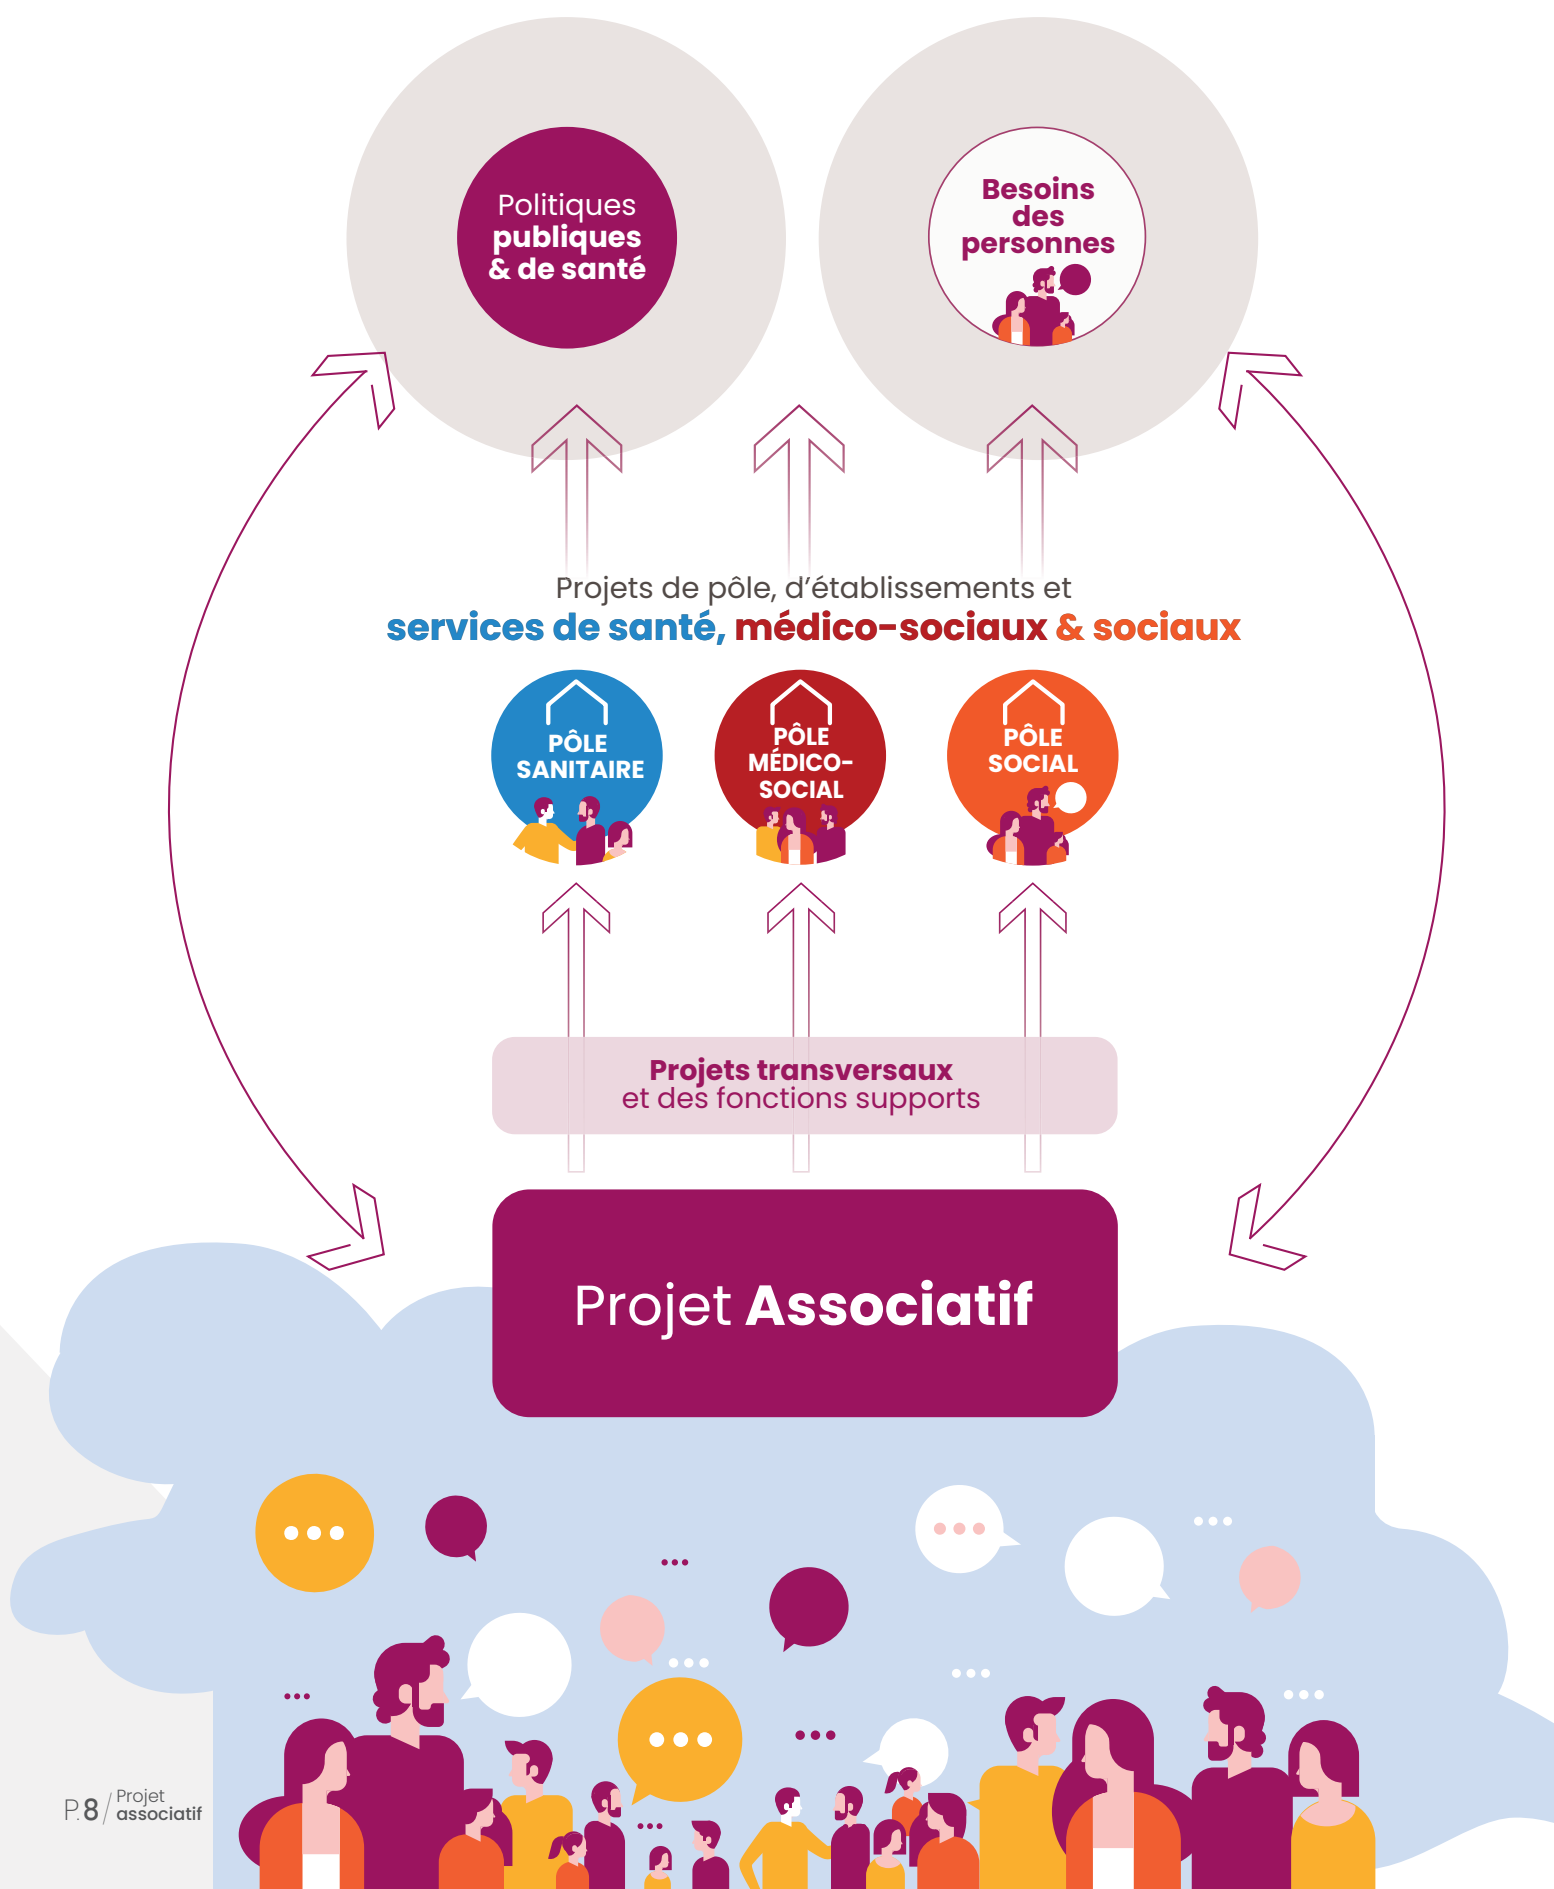 Politiques
publiques
& de santé
Besoins
des
personnes
Projets de pôle, d'établissements et
services de santé, médico-sociaux & sociaux
PÔLE
SANITAIRE
PÔLE
MÉDICO-
SOCIAL
PÔLE
SOCIAL
Projets transversaux
et des fonctions supports
Projet Associatif
P.8/ Projet
associatif